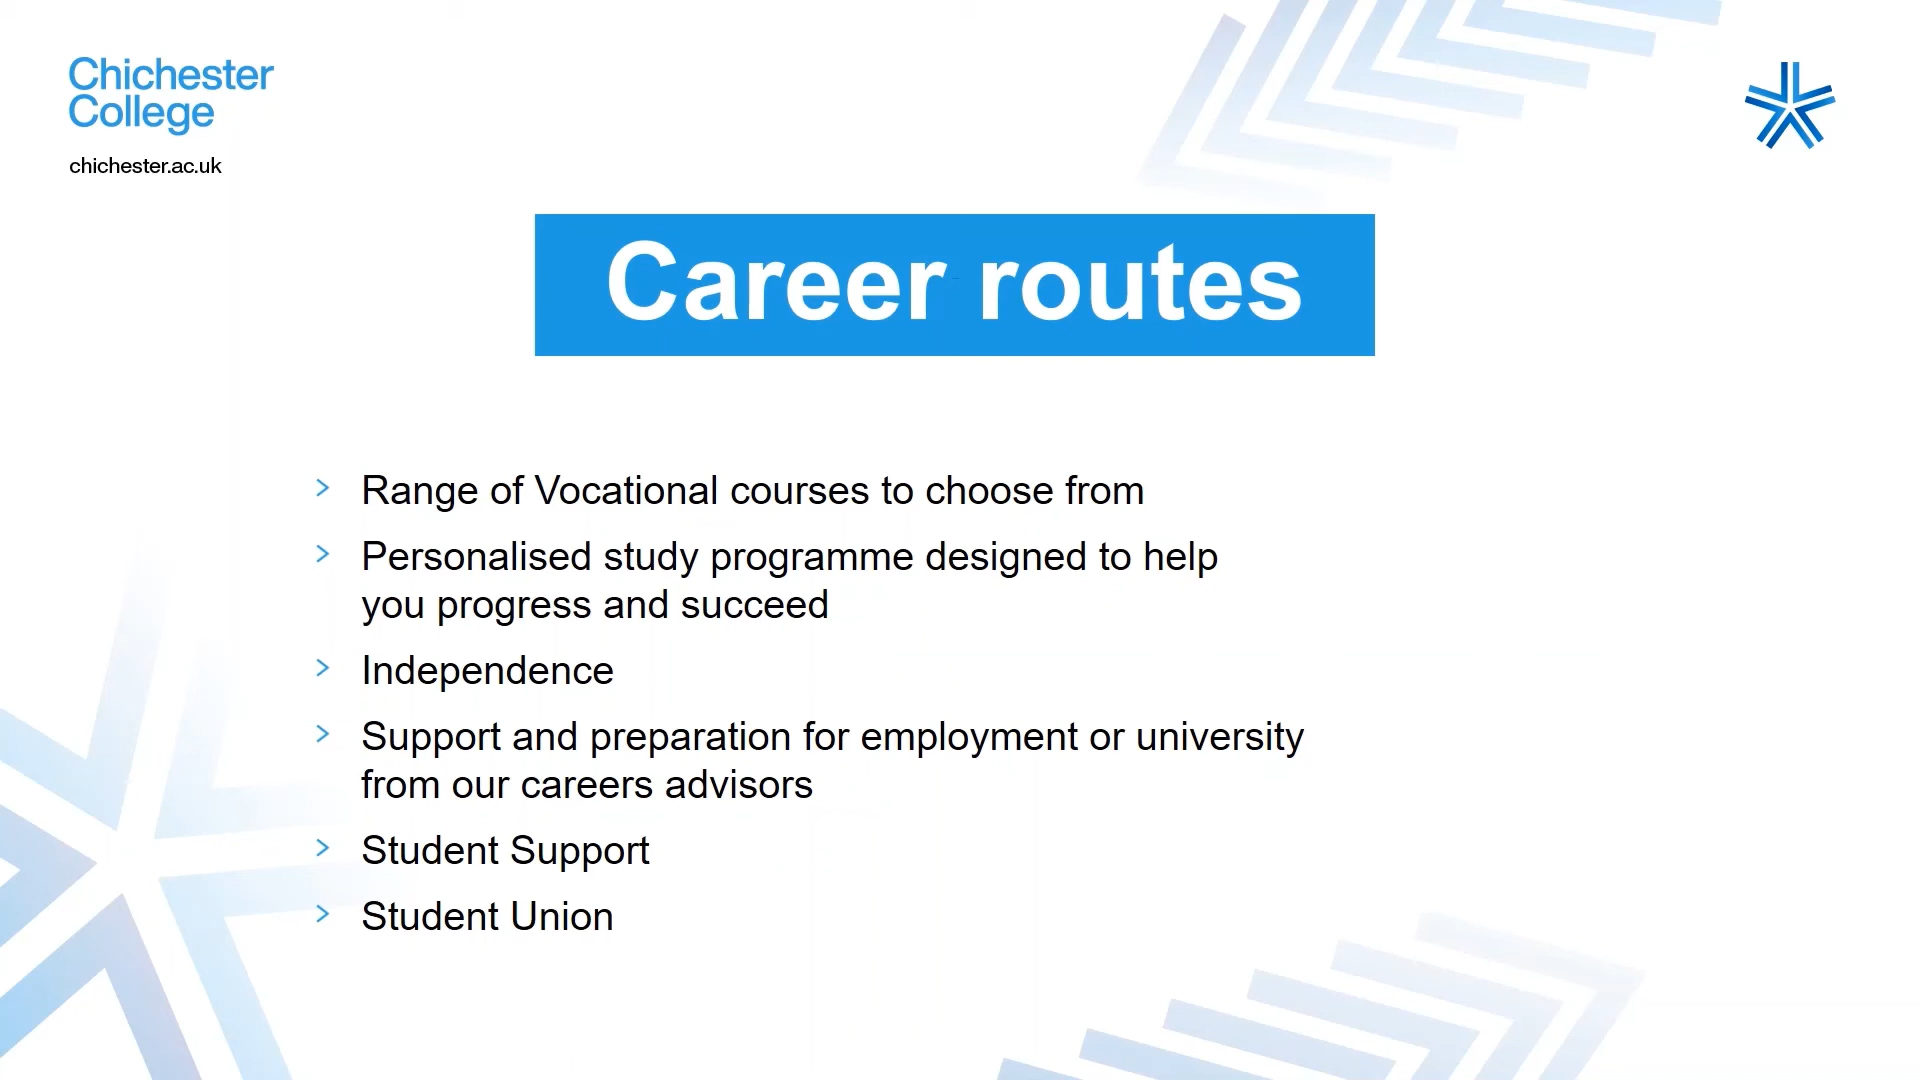 Chichester
College
chichester.ac.uk
Career routes
Range of Vocational courses to choose from
Personalised study programme designed to help
you progress and succeed
Independence
Support and preparation for employment or university
from our careers advisors
Student Support
Student Union